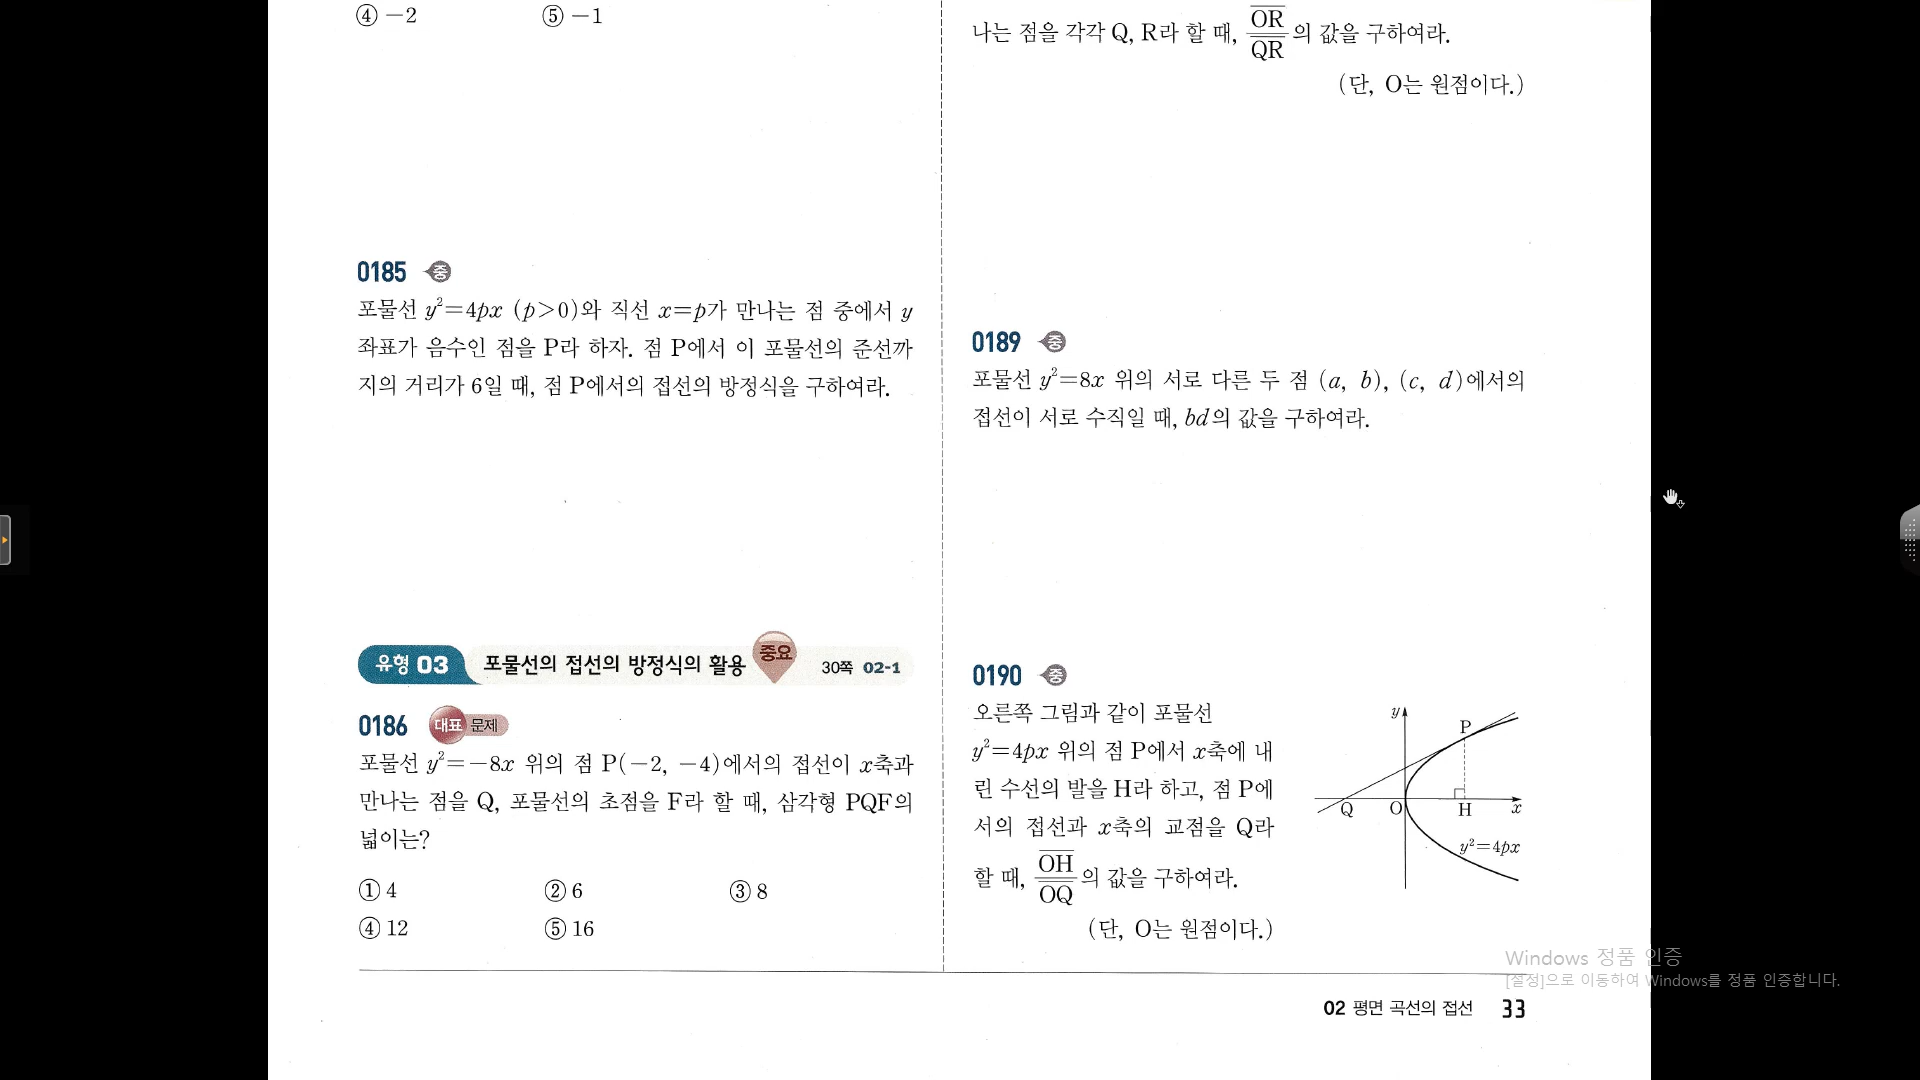 ④ -2 ⑤ -1
0185 중
포물선 y²=4px (p>0)와 직선 x=p가 만나는 점 중에서 y
좌표가 음수인 점을 P라 하자. 점 P에서 이 포물선의 준선까
지의 거리가 6일 때, 점 P에서의 접선의 방정식을 구하여라.
유형 03 포물선의 접선의 방정식의 활용 중요 30쪽 02-1
0186 대표 문제
포물선 y²=-8x 위의 점 P(-2, -4)에서의 접선이 x축과
만나는 점을 Q, 포물선의 초점을 F라 할 때, 삼각형 PQF의
넓이는?
① 4 ② 6 ③ 8
④ 12 ⑤ 16
나는 점을 각각 Q, R라 할 때, OR/QR의 값을 구하여라.
(단, O는 원점이다.)
0189 중
포물선 y²=8x 위의 서로 다른 두 점 (a, b), (c, d)에서의
접선이 서로 수직일 때, bd의 값을 구하여라.
0190 중
오른쪽 그림과 같이 포물선
y²=4px 위의 점 P에서 x축에 내
린 수선의 발을 H라 하고, 점 P에
서의 접선과 x축의 교점을 Q라
할 때, OH/OQ의 값을 구하여라.
(단, O는 원점이다.)
y
P
Q O H x
y²=4px
Windows 정품 인증
[설정]으로 이동하여 Windows를 정품 인증합니다.
02 평면 곡선의 접선 33